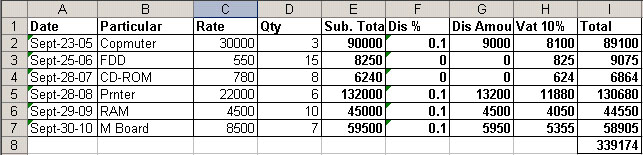 A B C D E F G H I
1 Date Particular Rate Qty Sub. Tota Dis % Dis Amou Vat 10% Total
2 Sept-23-05 Copmuter 30000 3 90000 0.1 9000 8100 89100
3 Sept-25-06 FDD 550 15 8250 0 0 825 9075
4 Sept-28-07 CD-ROM 780 8 6240 0 0 624 6864
5 Sept-28-08 Prnter 22000 6 132000 0.1 13200 11880 130680
6 Sept-29-09 RAM 4500 10 45000 0.1 4500 4050 44550
7 Sept-30-10 M Board 8500 7 59500 0.1 5950 5355 58905
8 339174